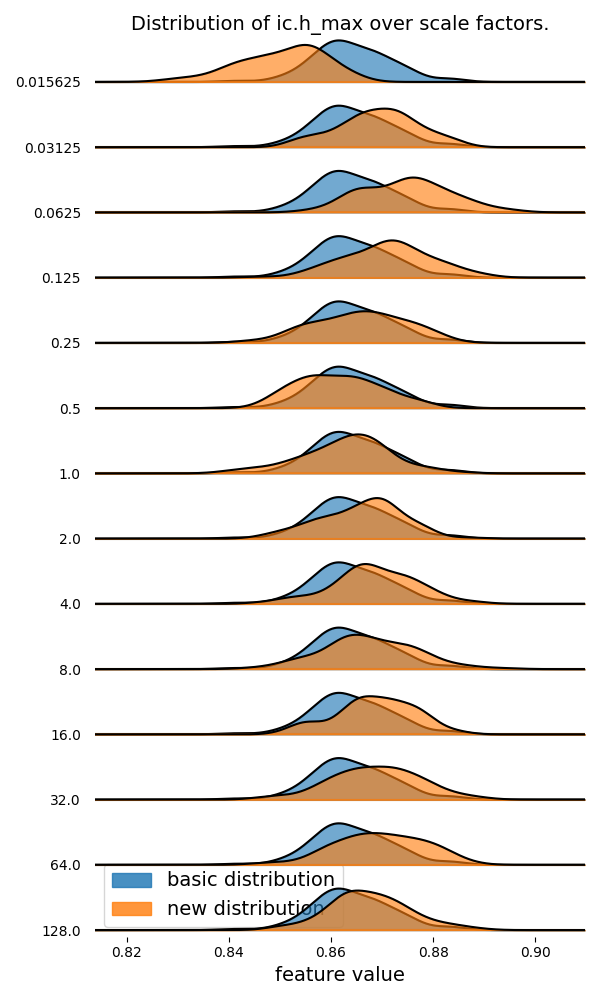 Distribution of ic.h_max over scale factors.
0.015625
0.03125
0.0625
0.125
0.25
0.5
1.0
2.0
4.0
8.0
16.0
32.0
64.0
basic distribution
new distribution
128.0
0.82 0.84 0.86 0.88 0.90
feature value